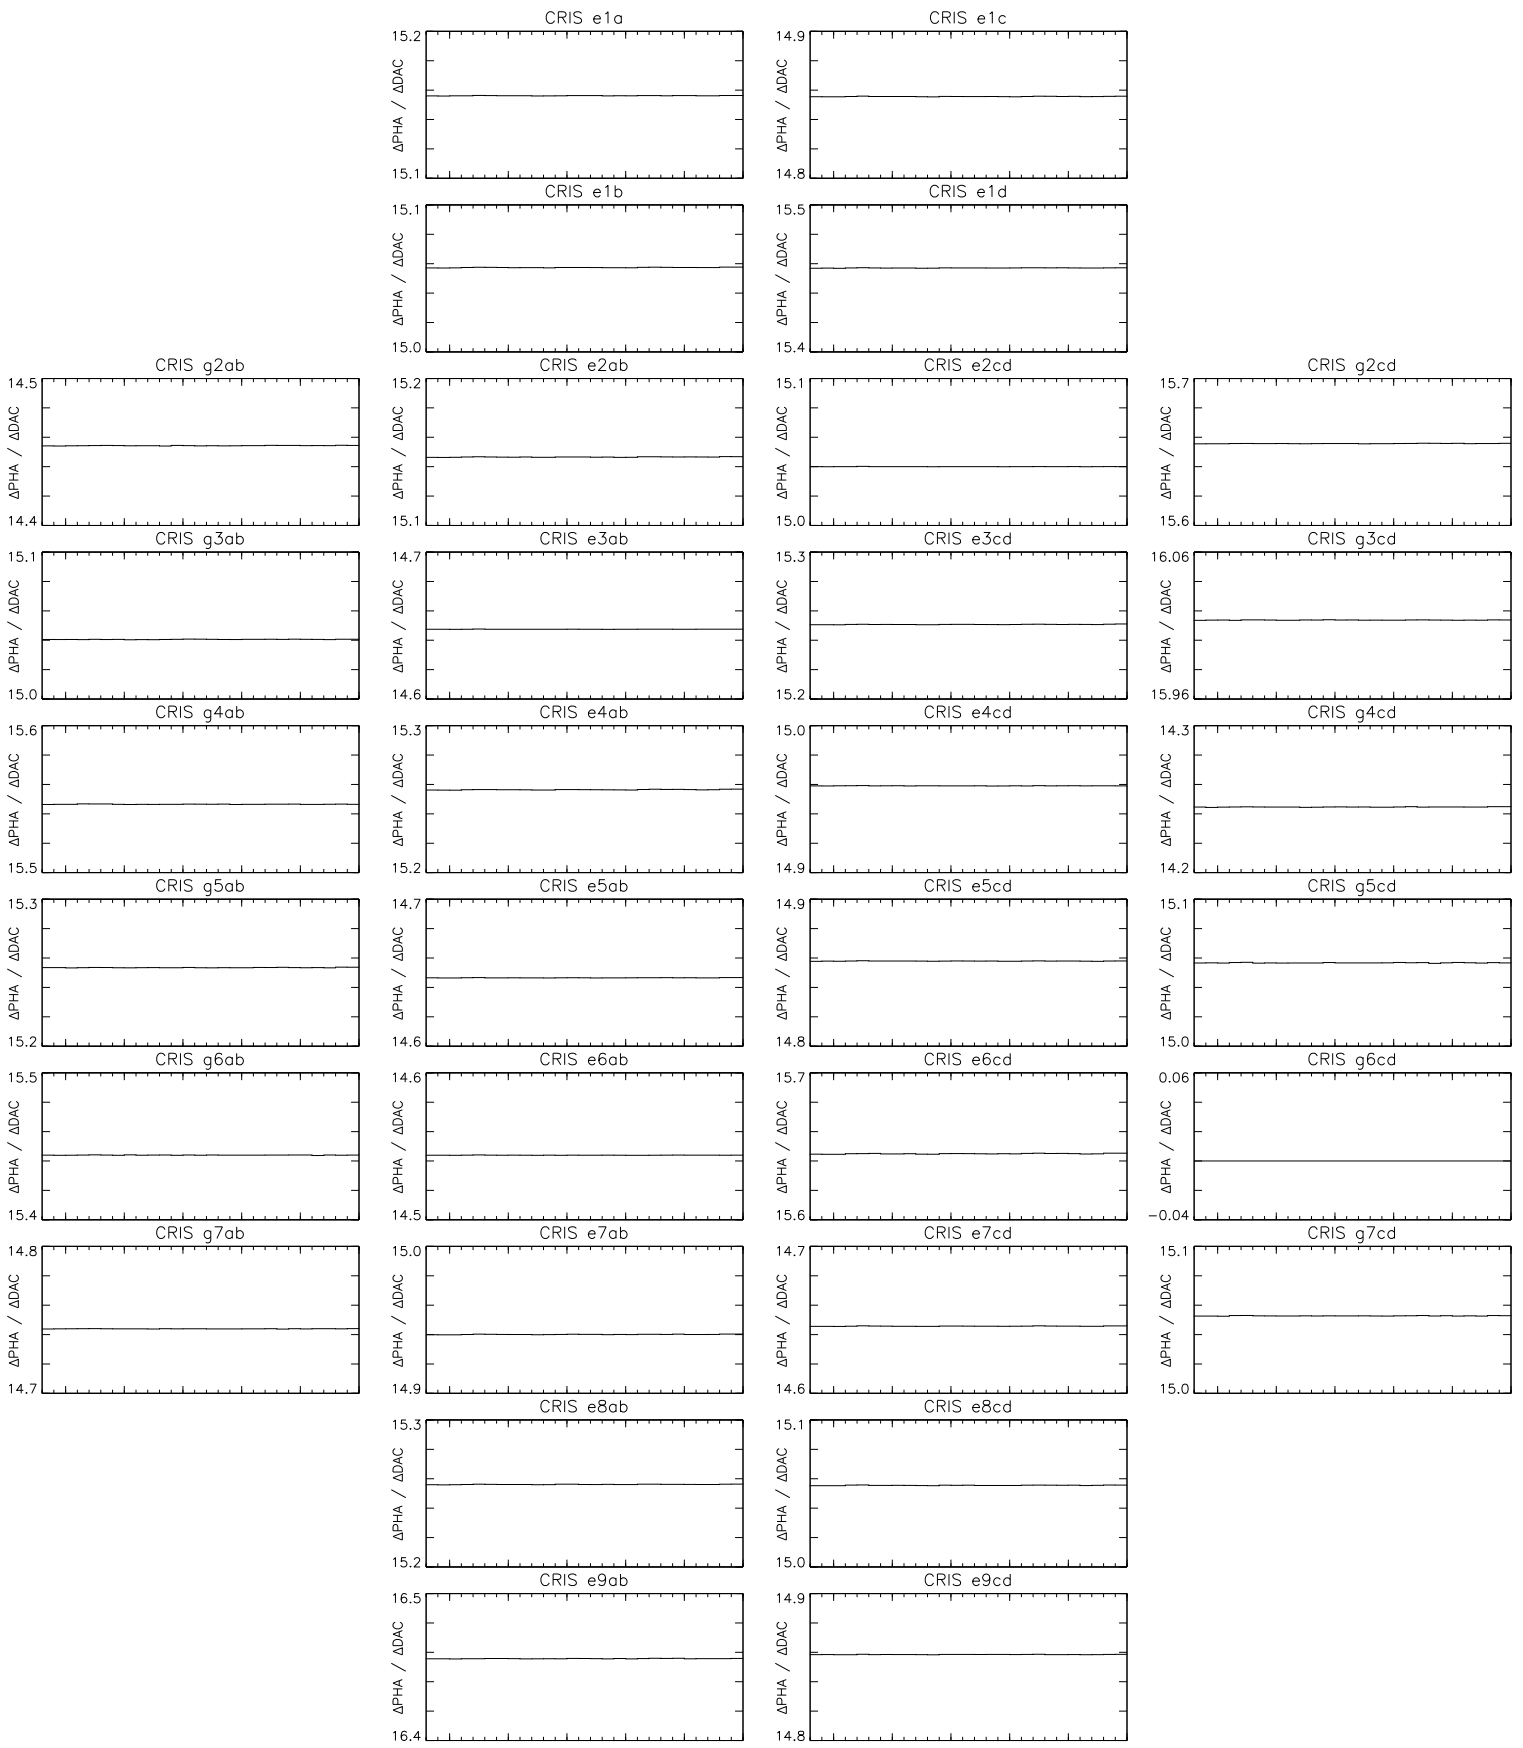 CRIS e1a
15.2
ΔPHA / ΔDAC
15.1
CRIS e1c
14.9
ΔPHA / ΔDAC
14.8
CRIS e1b
15.1
ΔPHA / ΔDAC
15.0
CRIS e1d
15.5
ΔPHA / ΔDAC
15.4
CRIS g2ab
14.5
ΔPHA / ΔDAC
14.4
CRIS e2ab
15.2
ΔPHA / ΔDAC
15.1
CRIS e2cd
15.1
ΔPHA / ΔDAC
15.0
CRIS g2cd
15.7
ΔPHA / ΔDAC
15.6
CRIS g3ab
15.1
ΔPHA / ΔDAC
15.0
CRIS e3ab
14.7
ΔPHA / ΔDAC
14.6
CRIS e3cd
15.3
ΔPHA / ΔDAC
15.2
CRIS g3cd
16.06
ΔPHA / ΔDAC
15.96
CRIS g4ab
15.6
ΔPHA / ΔDAC
15.5
CRIS e4ab
15.3
ΔPHA / ΔDAC
15.2
CRIS e4cd
15.0
ΔPHA / ΔDAC
14.9
CRIS g4cd
14.3
ΔPHA / ΔDAC
14.2
CRIS g5ab
15.3
ΔPHA / ΔDAC
15.2
CRIS e5ab
14.7
ΔPHA / ΔDAC
14.6
CRIS e5cd
14.9
ΔPHA / ΔDAC
14.8
CRIS g5cd
15.1
ΔPHA / ΔDAC
15.0
CRIS g6ab
15.5
ΔPHA / ΔDAC
15.4
CRIS e6ab
14.6
ΔPHA / ΔDAC
14.5
CRIS e6cd
15.7
ΔPHA / ΔDAC
15.6
CRIS g6cd
0.06
ΔPHA / ΔDAC
−0.04
CRIS g7ab
14.8
ΔPHA / ΔDAC
14.7
CRIS e7ab
15.0
ΔPHA / ΔDAC
14.9
CRIS e7cd
14.7
ΔPHA / ΔDAC
14.6
CRIS g7cd
15.1
ΔPHA / ΔDAC
15.0
CRIS e8ab
15.3
ΔPHA / ΔDAC
15.2
CRIS e8cd
15.1
ΔPHA / ΔDAC
15.0
CRIS e9ab
16.5
ΔPHA / ΔDAC
16.4
CRIS e9cd
14.9
ΔPHA / ΔDAC
14.8